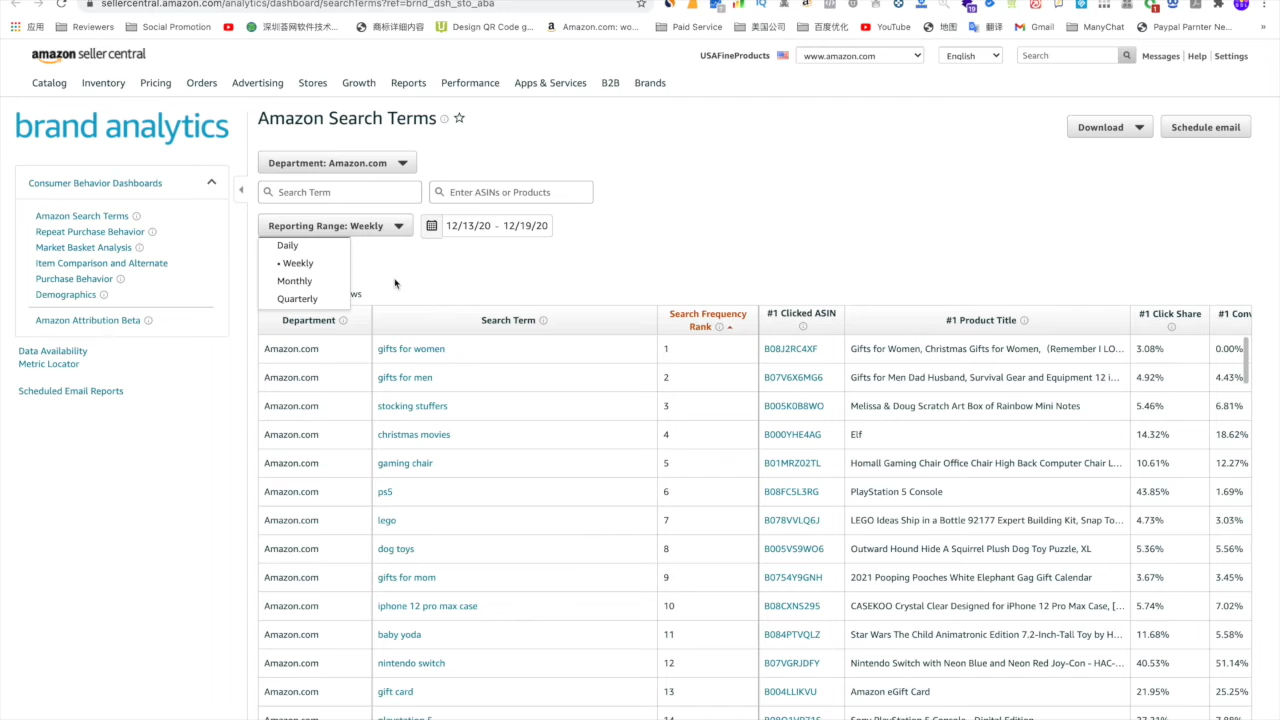 sellercentral.amazon.com/analytics/dashboard/searchTerms?ref=brnd_dsh_sto_aba
应用 Reviewers Social Promotion 深圳荟网软件技术... 商标详细内容 Design QR Code g... Amazon.com: wo... Paid Service 美国公司 百度优化 YouTube 地图 翻译 Gmail ManyChat Paypal Parnter Ne... »
amazon seller central
USAFineProducts www.amazon.com English Search Messages Help Settings
Catalog Inventory Pricing Orders Advertising Stores Growth Reports Performance Apps & Services B2B Brands
brand analytics
Consumer Behavior Dashboards
Amazon Search Terms
Repeat Purchase Behavior
Market Basket Analysis
Item Comparison and Alternate
Purchase Behavior
Demographics
Amazon Attribution Beta
Data Availability
Metric Locator
Scheduled Email Reports
Amazon Search Terms
Download Schedule email
Department: Amazon.com
Search Term Enter ASINs or Products
Reporting Range: Weekly 12/13/20 - 12/19/20
Daily
• Weekly
Monthly
Quarterly
ws
Department Search Term Search Frequency Rank #1 Clicked ASIN #1 Product Title #1 Click Share #1 Conv
Amazon.com gifts for women 1 B08J2RC4XF Gifts for Women, Christmas Gifts for Women,（Remember I LO... 3.08% 0.00%
Amazon.com gifts for men 2 B07V6X6MG6 Gifts for Men Dad Husband, Survival Gear and Equipment 12 i... 4.92% 4.43%
Amazon.com stocking stuffers 3 B005K0B8WO Melissa & Doug Scratch Art Box of Rainbow Mini Notes 5.46% 6.81%
Amazon.com christmas movies 4 B000YHE4AG Elf 14.32% 18.62%
Amazon.com gaming chair 5 B01MRZ02TL Homall Gaming Chair Office Chair High Back Computer Chair L... 10.61% 12.27%
Amazon.com ps5 6 B08FC5L3RG PlayStation 5 Console 43.85% 1.69%
Amazon.com lego 7 B078VVLQ6J LEGO Ideas Ship in a Bottle 92177 Expert Building Kit, Snap To... 4.73% 3.03%
Amazon.com dog toys 8 B005VS9WO6 Outward Hound Hide A Squirrel Plush Dog Toy Puzzle, XL 5.36% 5.56%
Amazon.com gifts for mom 9 B0754Y9GNH 2021 Pooping Pooches White Elephant Gag Gift Calendar 3.67% 3.45%
Amazon.com iphone 12 pro max case 10 B08CXNS295 CASEKOO Crystal Clear Designed for iPhone 12 Pro Max Case, [... 5.74% 7.02%
Amazon.com baby yoda 11 B084PTVQLZ Star Wars The Child Animatronic Edition 7.2-Inch-Tall Toy by H... 11.68% 5.58%
Amazon.com nintendo switch 12 B07VGRJDFY Nintendo Switch with Neon Blue and Neon Red Joy-Con - HAC-... 40.53% 51.14%
Amazon.com gift card 13 B004LLIKVU Amazon eGift Card 21.95% 25.25%